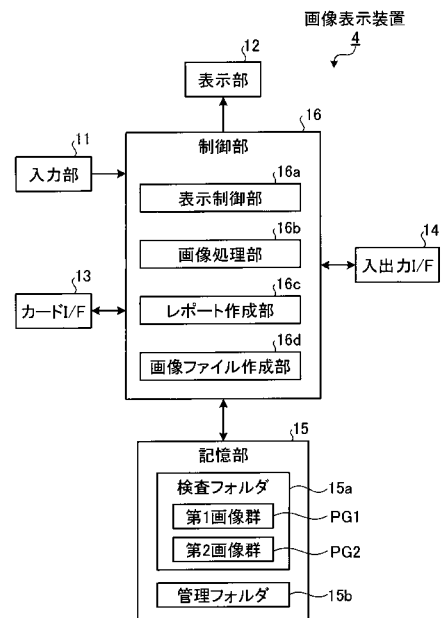 画像表示装置
4
12
表示部
16
制御部
11
入力部
16a
表示制御部
16b
画像処理部
14
入出力I/F
13
カードI/F
16c
レポート作成部
16d
画像ファイル作成部
15
記憶部
検査フォルダ
15a
第1画像群
PG1
第2画像群
PG2
管理フォルダ
15b